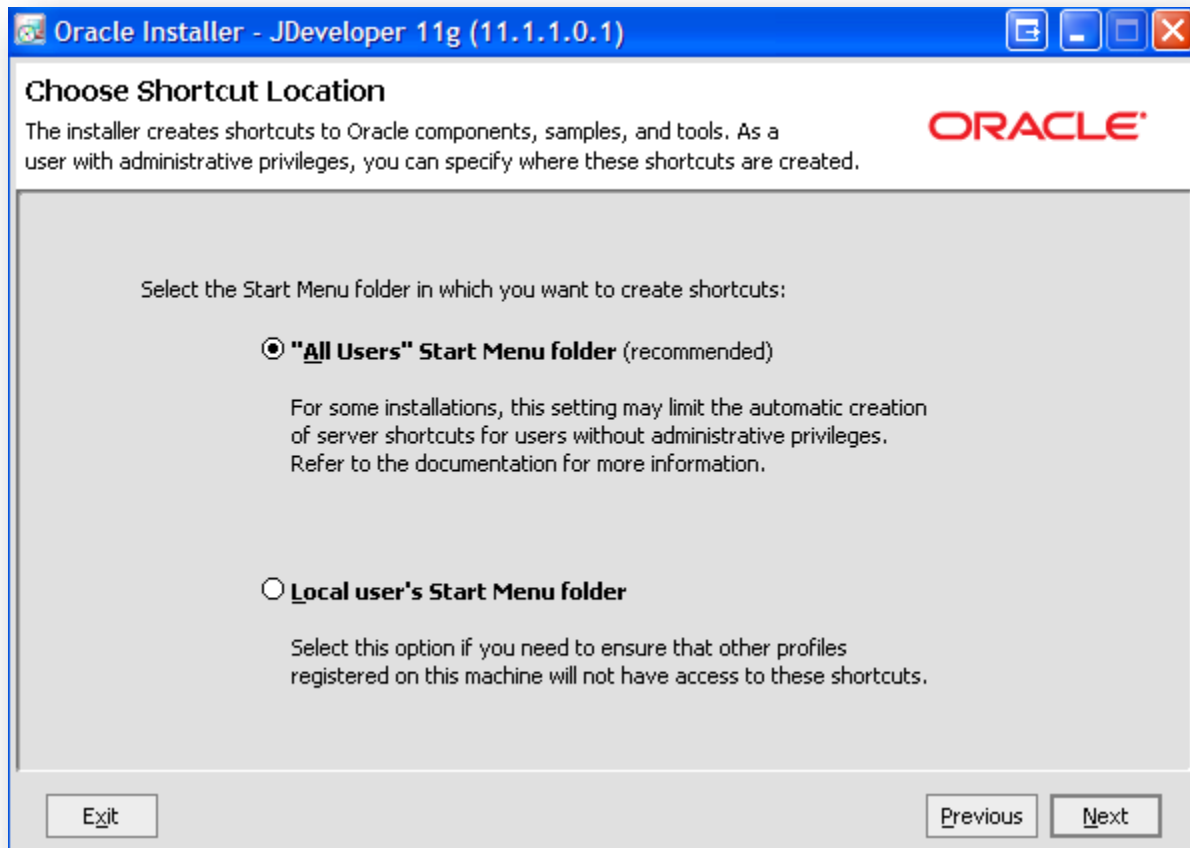 Oracle Installer - JDeveloper 11g (11.1.1.0.1)
Choose Shortcut Location
The installer creates shortcuts to Oracle components, samples, and tools. As a
user with administrative privileges, you can specify where these shortcuts are created.
ORACLE
Select the Start Menu folder in which you want to create shortcuts:
"All Users" Start Menu folder (recommended)
For some installations, this setting may limit the automatic creation
of server shortcuts for users without administrative privileges.
Refer to the documentation for more information.
Local user's Start Menu folder
Select this option if you need to ensure that other profiles
registered on this machine will not have access to these shortcuts.
Exit
Previous
Next